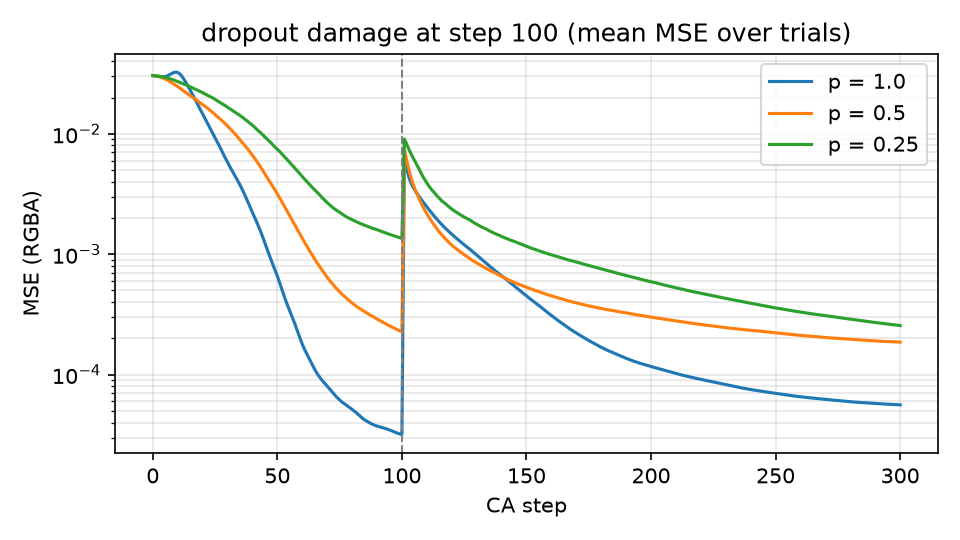 dropout damage at step 100 (mean MSE over trials)
p = 1.0
p = 0.5
p = 0.25
MSE (RGBA)
10⁻²
10⁻³
10⁻⁴
0 50 100 150 200 250 300
CA step